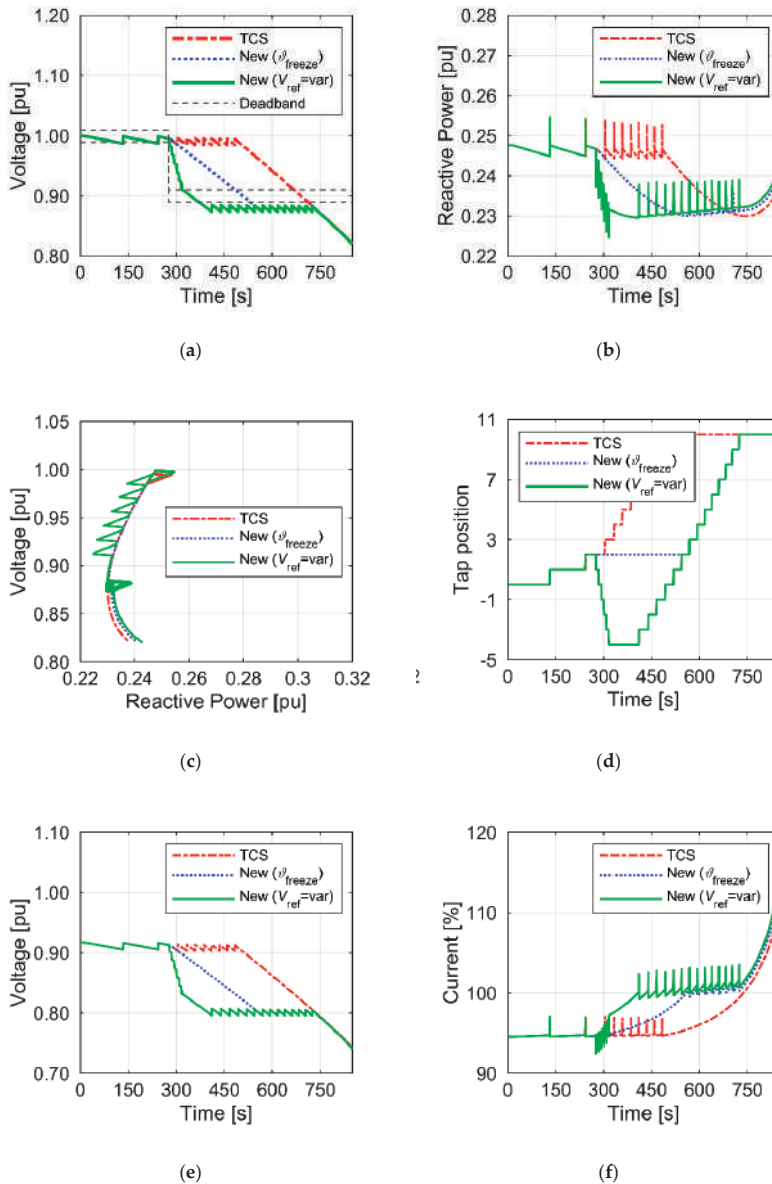 1.20
1.10
1.00
0.90
0.80
Voltage [pu]
TCS
New (ϑfreeze)
New (Vref=var)
Deadband
0 150 300 450 600 750
Time [s]
(a)
0.28
0.27
0.26
0.25
0.24
0.23
0.22
Reactive Power [pu]
TCS
New (ϑfreeze)
New (Vref=var)
0 150 300 450 600 750
Time [s]
(b)
1.05
1.00
0.95
0.90
0.85
0.80
Voltage [pu]
TCS
New (ϑfreeze)
New (Vref=var)
0.22 0.24 0.26 0.28 0.3 0.32
Reactive Power [pu]
(c)
11
7
3
-1
-5
Tap position
TCS
New (ϑfreeze)
New (Vref=var)
0 150 300 450 600 750
Time [s]
(d)
1.10
1.00
0.90
0.80
0.70
Voltage [pu]
TCS
New (ϑfreeze)
New (Vref=var)
0 150 300 450 600 750
Time [s]
(e)
120
110
100
90
Current [%]
TCS
New (ϑfreeze)
New (Vref=var)
0 150 300 450 600 750
Time [s]
(f)